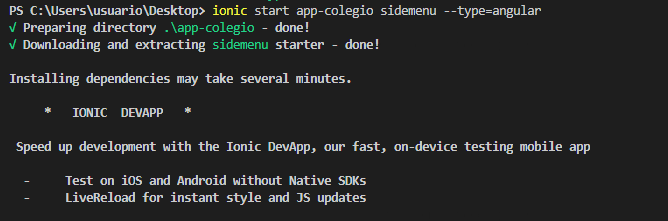 PS C:\Users\usuario\Desktop> ionic start app-colegio sidemenu --type=angular
√ Preparing directory .\app-colegio - done!
√ Downloading and extracting sidemenu starter - done!
Installing dependencies may take several minutes.
* IONIC DEVAPP *
Speed up development with the Ionic DevApp, our fast, on-device testing mobile app
- Test on iOS and Android without Native SDKs
- LiveReload for instant style and JS updates